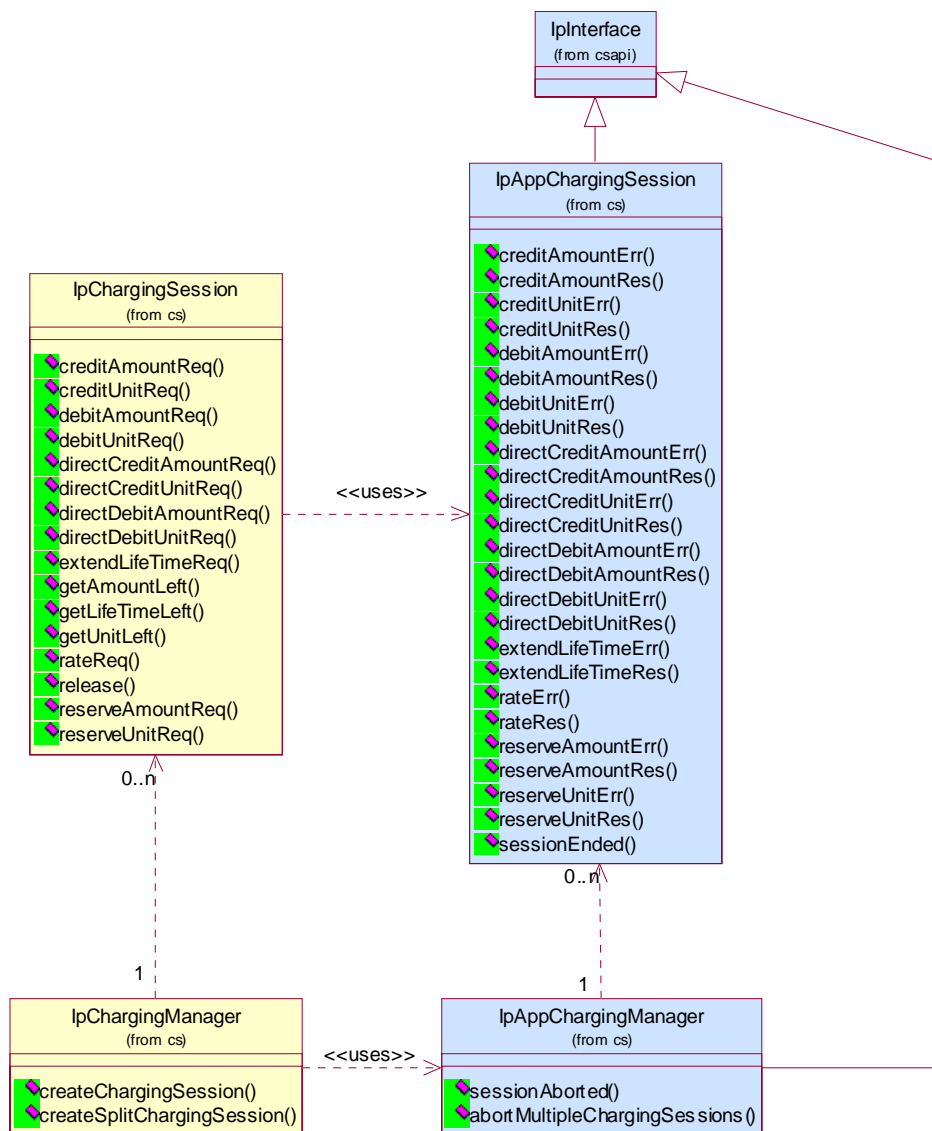 IpInterface
(from csapi)
IpAppChargingSession
(from cs)
creditAmountErr()
creditAmountRes()
creditUnitErr()
creditUnitRes()
debitAmountErr()
debitAmountRes()
debitUnitErr()
debitUnitRes()
directCreditAmountErr()
directCreditAmountRes()
directCreditUnitErr()
directCreditUnitRes()
directDebitAmountErr()
directDebitAmountRes()
directDebitUnitErr()
directDebitUnitRes()
extendLifeTimeErr()
extendLifeTimeRes()
rateErr()
rateRes()
reserveAmountErr()
reserveAmountRes()
reserveUnitErr()
reserveUnitRes()
sessionEnded()
IpChargingSession
(from cs)
creditAmountReq()
creditUnitReq()
debitAmountReq()
debitUnitReq()
directCreditAmountReq()
directCreditUnitReq()
directDebitAmountReq()
directDebitUnitReq()
extendLifeTimeReq()
getAmountLeft()
getLifeTimeLeft()
getUnitLeft()
rateReq()
release()
reserveAmountReq()
reserveUnitReq()
<<uses>>
0..n
0..n
1
1
IpChargingManager
(from cs)
createChargingSession()
createSplitChargingSession()
<<uses>>
IpAppChargingManager
(from cs)
sessionAborted()
abortMultipleChargingSessions()